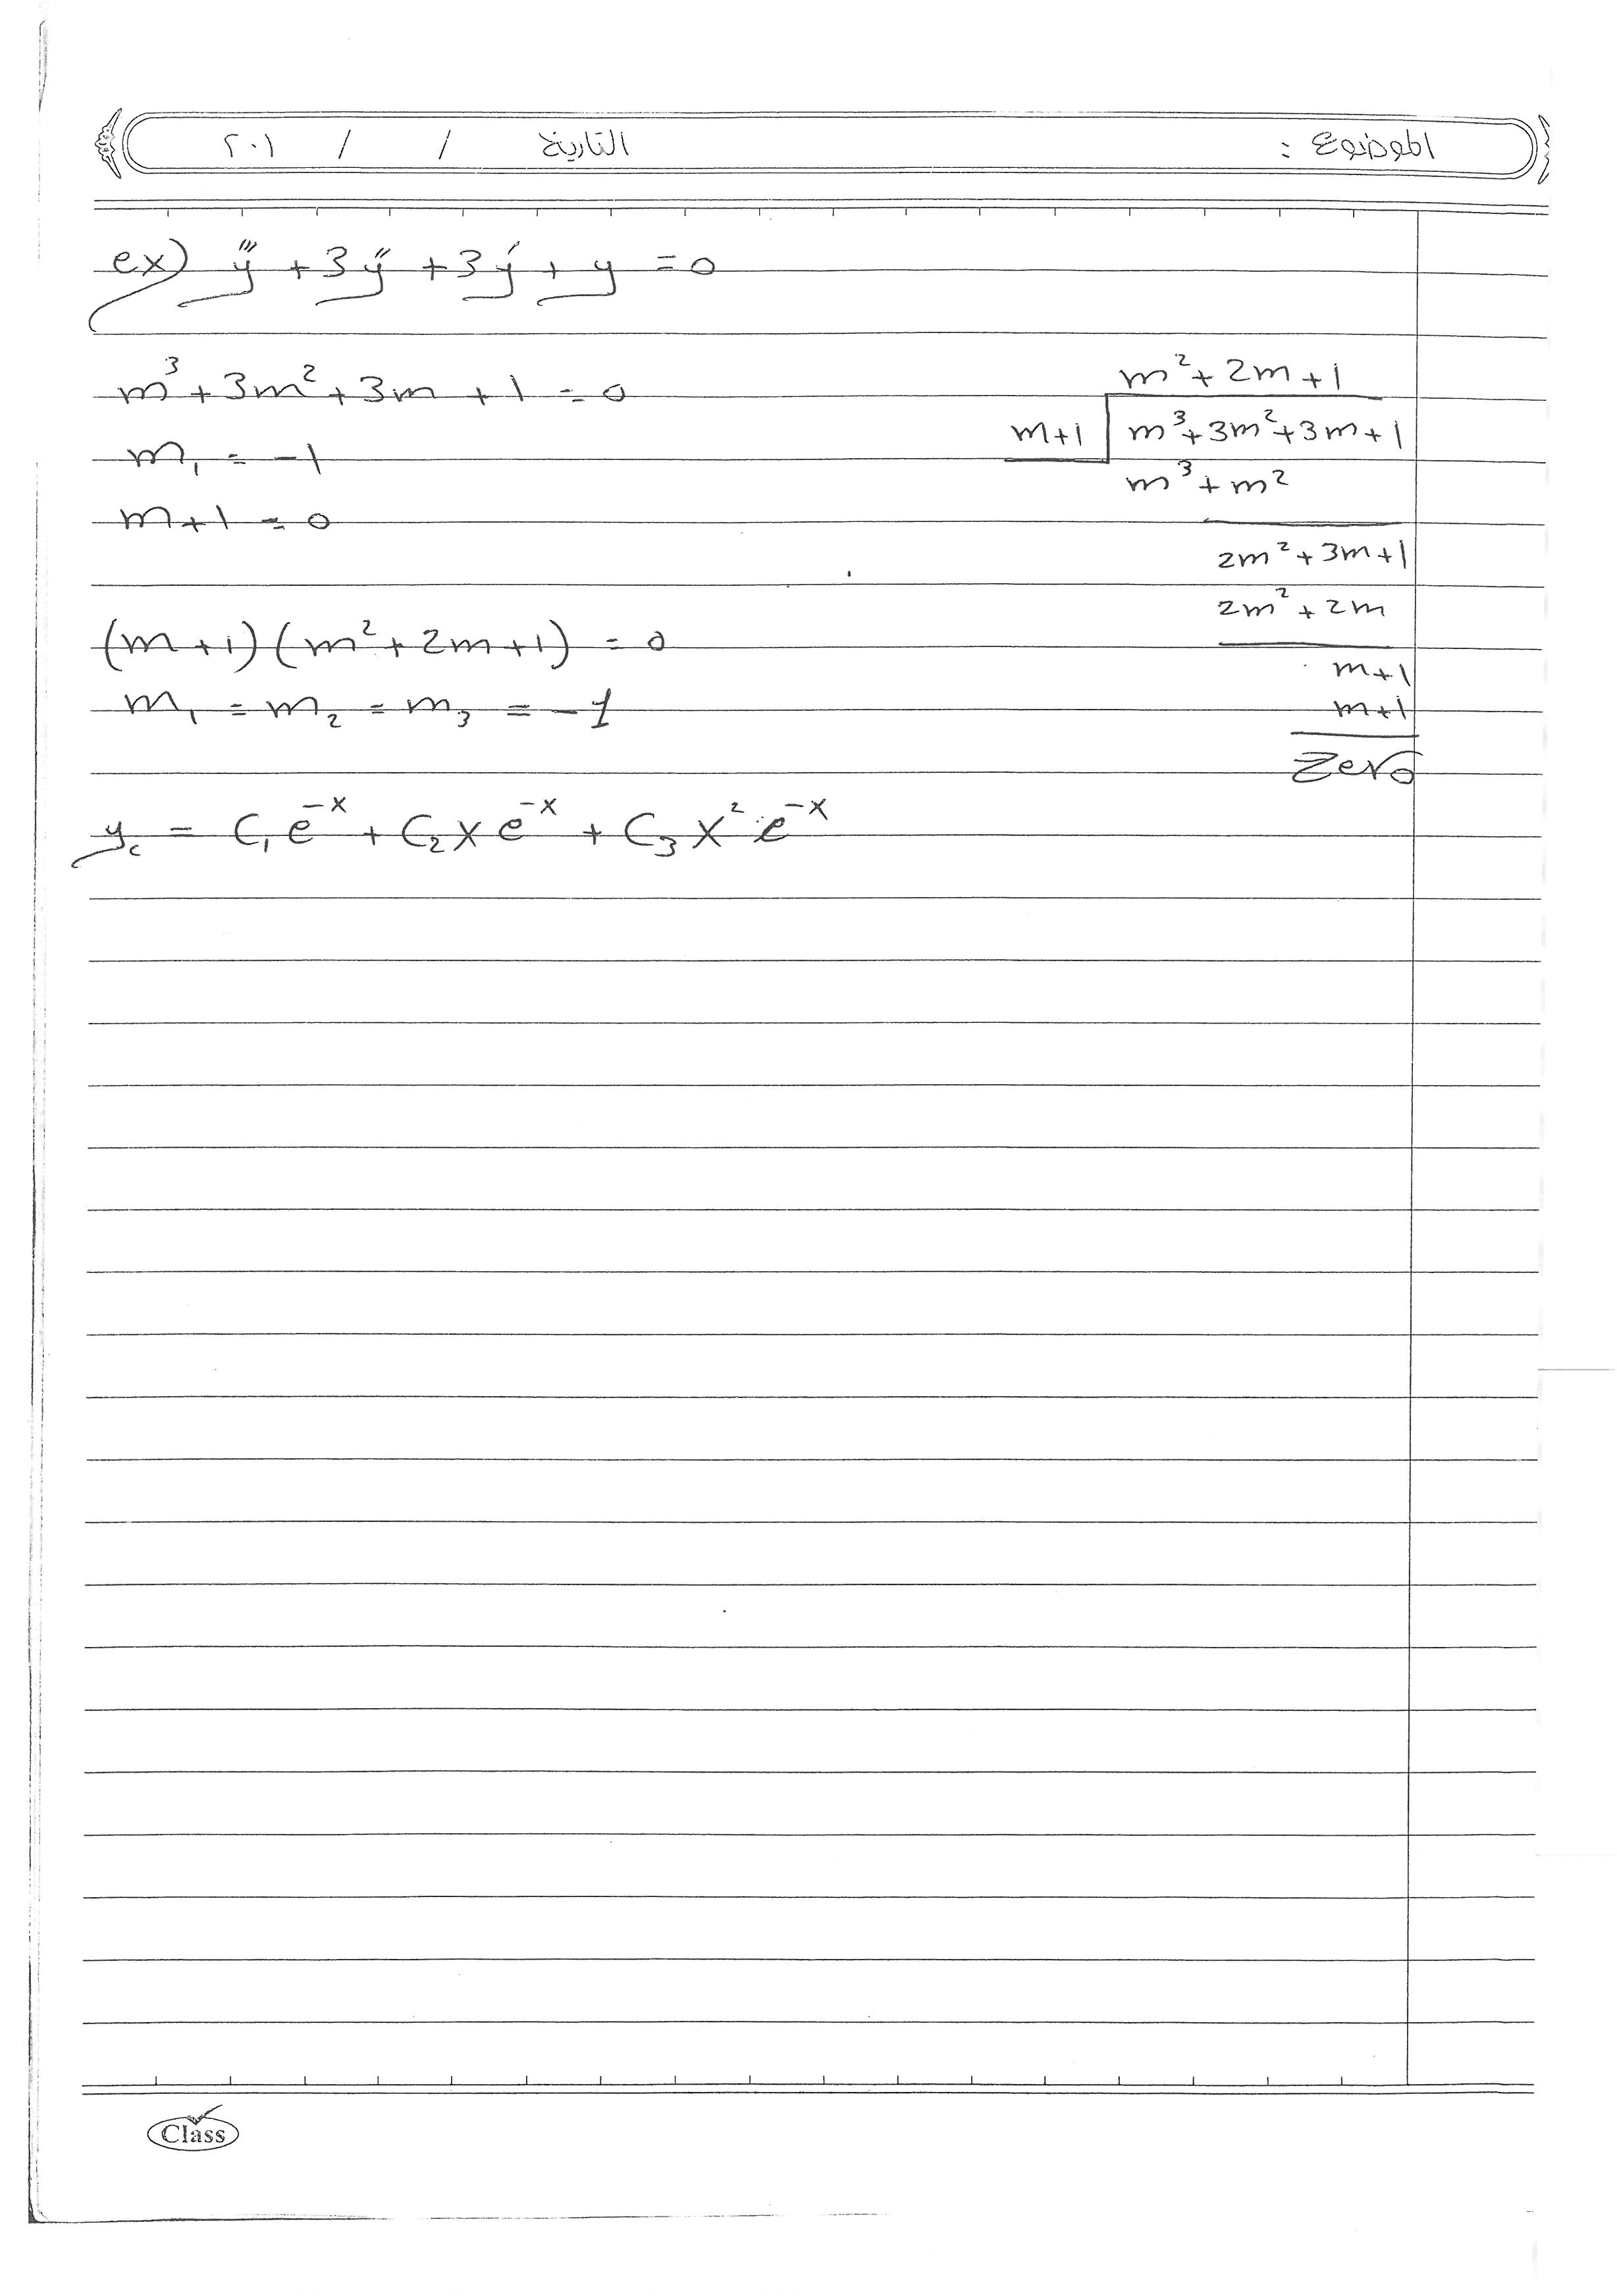 الموضوع : التاريخ / / ٢٠١
ex) y''' + 3y'' + 3y' + y = 0
m³ + 3m² + 3m + 1 = 0
m₁ = -1
m+1 = 0
(m+1)(m² + 2m+1) = 0
m₁ = m₂ = m₃ = -1
y_c = C₁e^-x + C₂xe^-x + C₃x²e^-x
m² + 2m + 1
m+1 m³+3m²+3m+1
m³+m²
2m²+3m+1
2m²+2m
m+1
m+1
Zero
Class